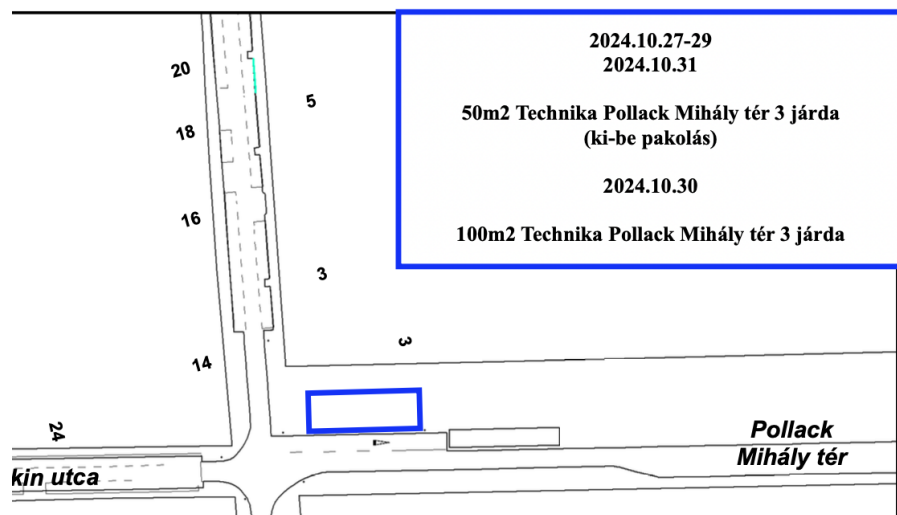 2024.10.27-29
2024.10.31
50m2 Technika Pollack Mihály tér 3 járda
(ki-be pakolás)
2024.10.30
100m2 Technika Pollack Mihály tér 3 járda
20
5
18
16
3
14
3
24
kin utca
Pollack
Mihály tér